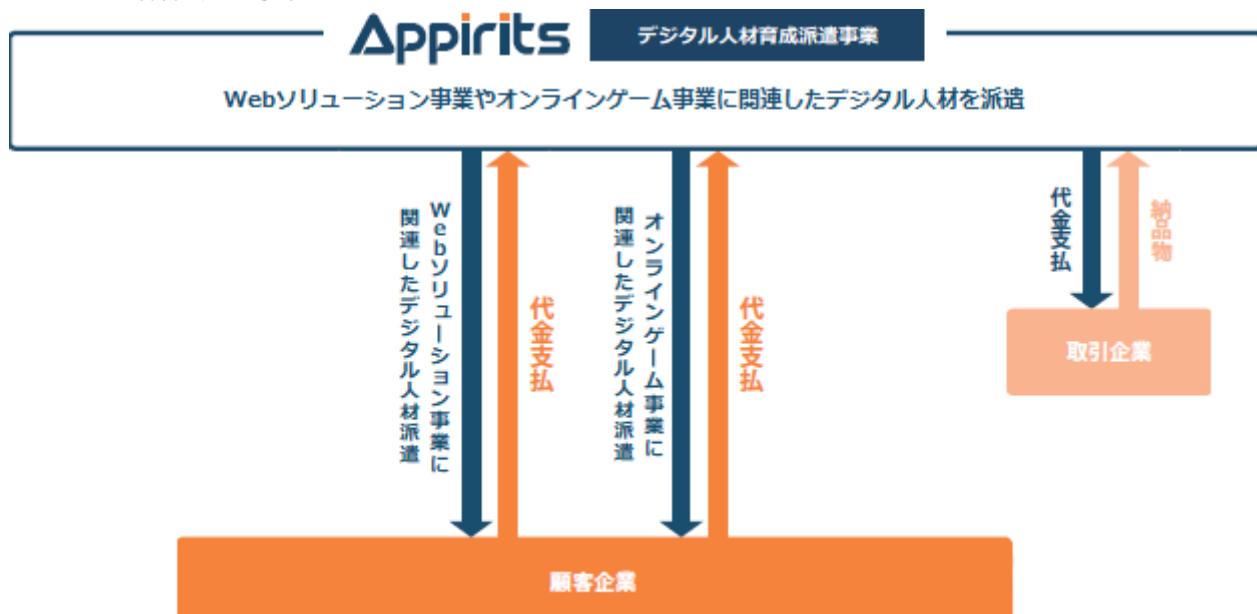 Appirits
デジタル人材育成派遣事業
Webソリューション事業やオンラインゲーム事業に関連したデジタル人材を派遣
Webソリューション事業に
関連したデジタル人材派遣
代金支払
オンラインゲーム事業に
関連したデジタル人材派遣
代金支払
代金支払
納品物
取引企業
顧客企業